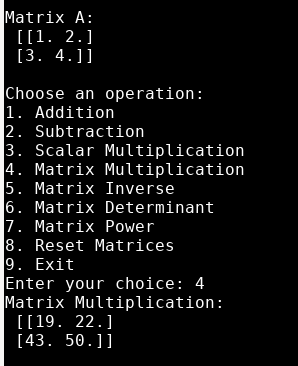 Matrix A:
 [[1. 2.]
 [3. 4.]]

Choose an operation:
1. Addition
2. Subtraction
3. Scalar Multiplication
4. Matrix Multiplication
5. Matrix Inverse
6. Matrix Determinant
7. Matrix Power
8. Reset Matrices
9. Exit
Enter your choice: 4
Matrix Multiplication:
 [[19. 22.]
 [43. 50.]]